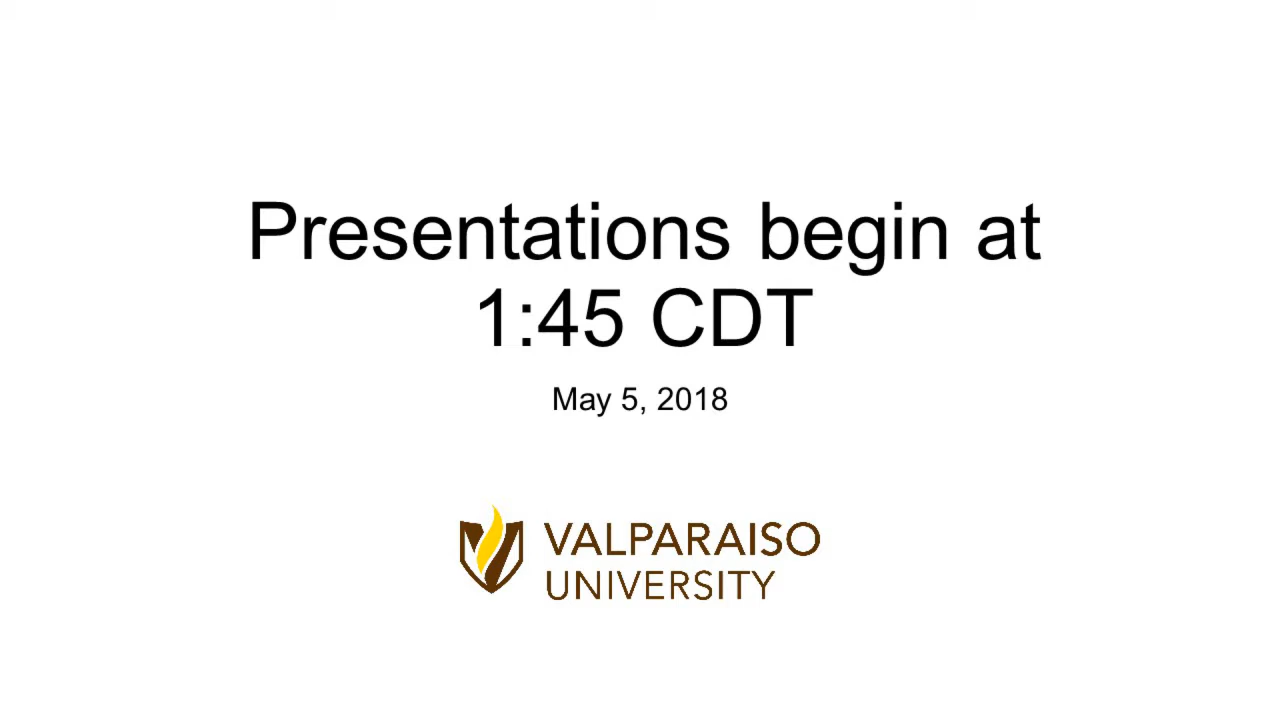 Presentations begin at
1:45 CDT
May 5, 2018
VALPARAISO
UNIVERSITY